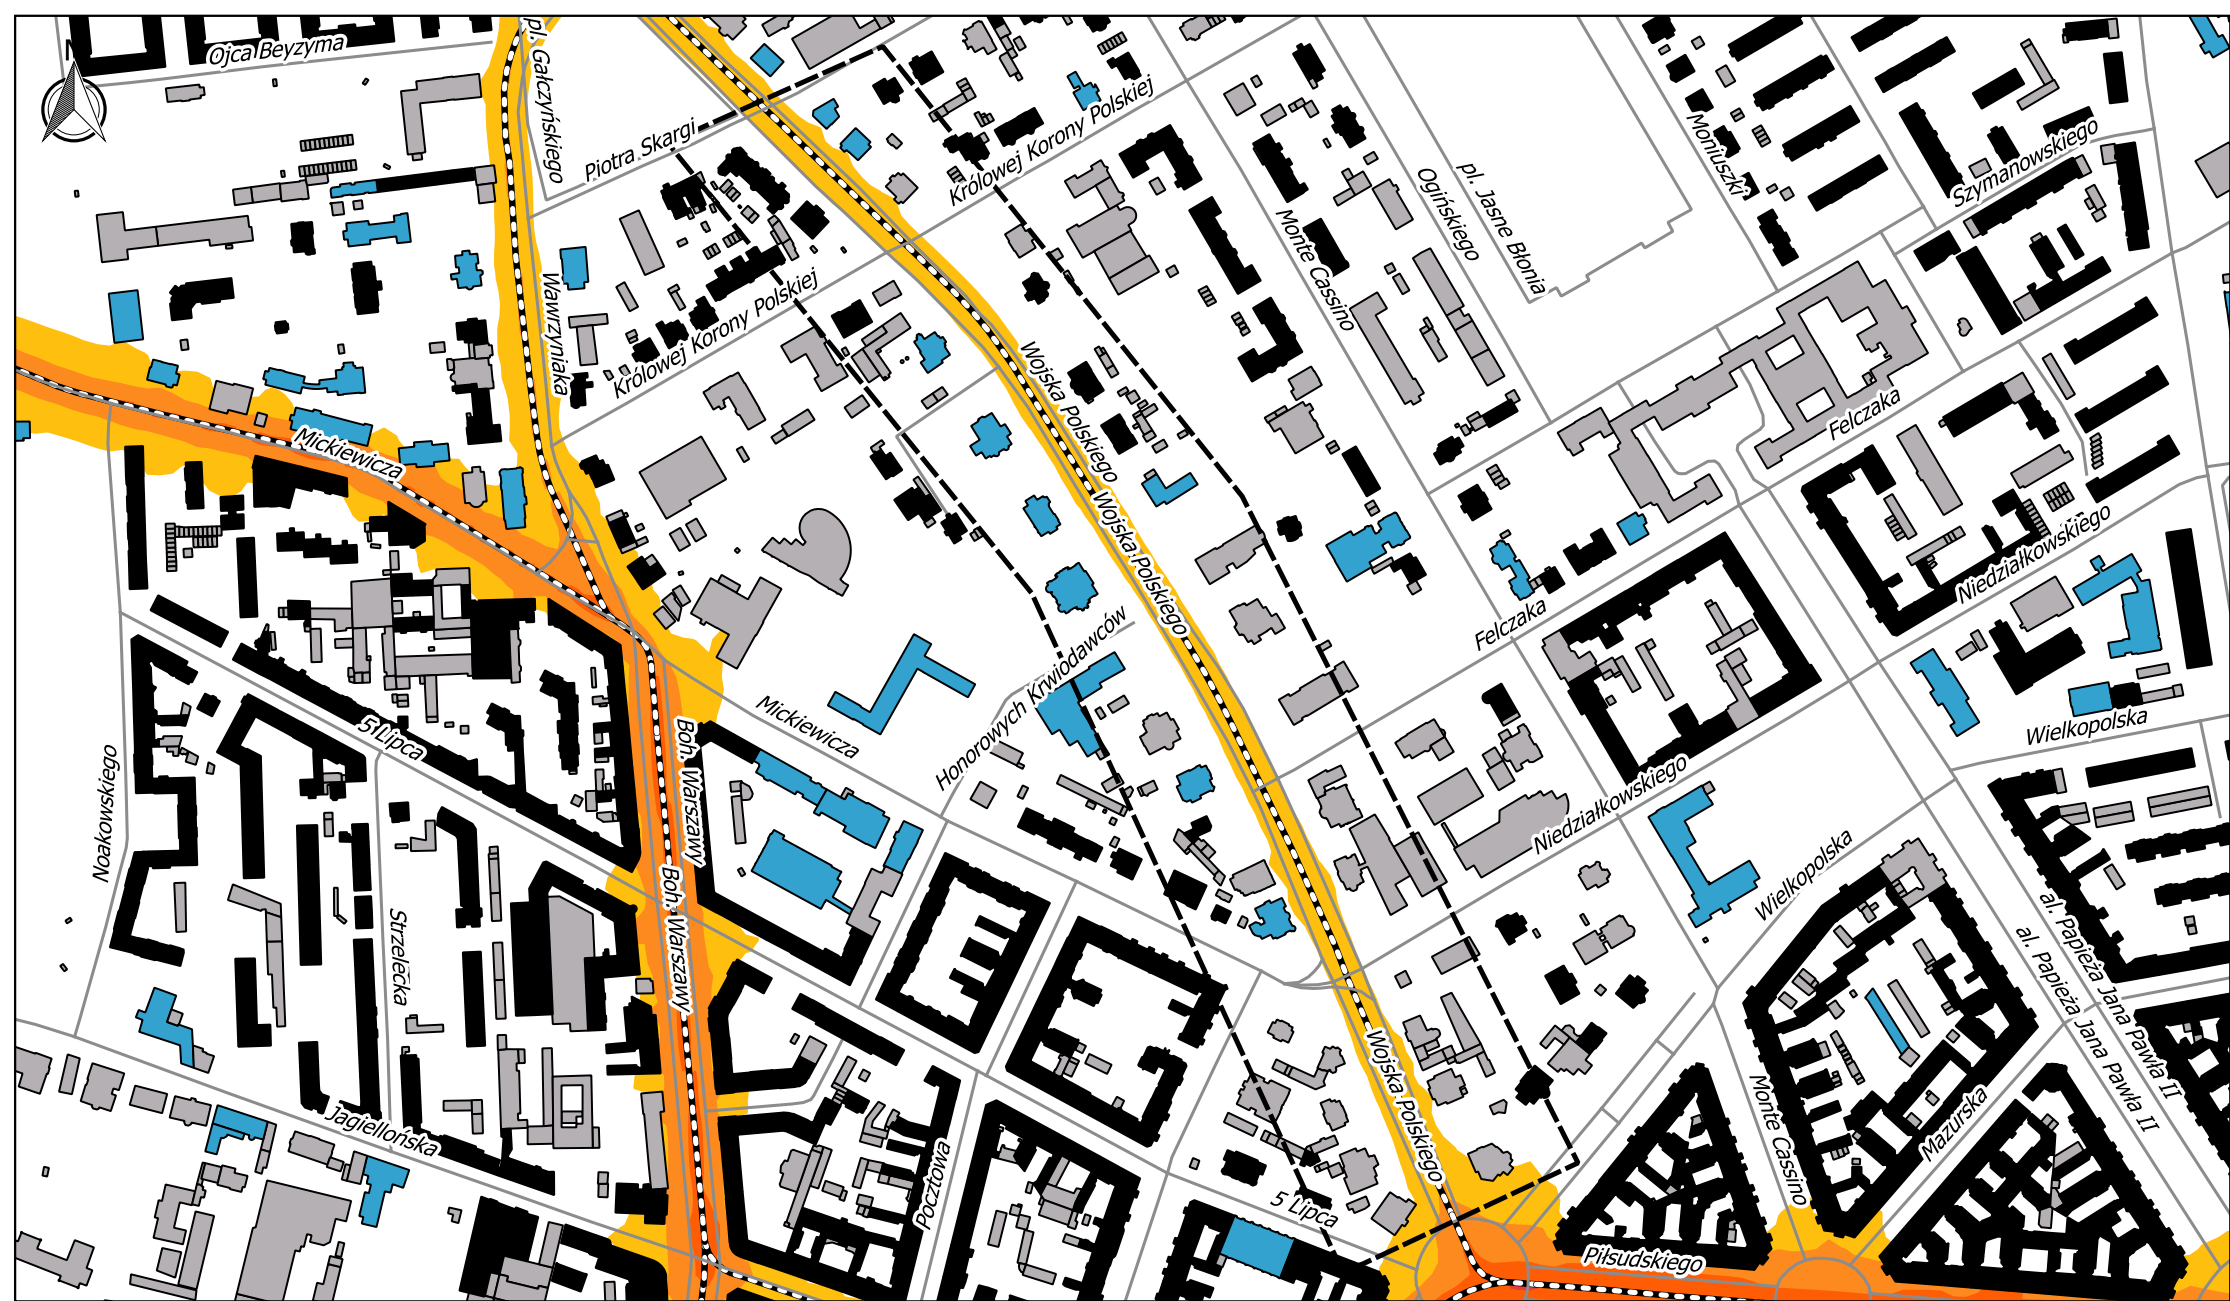 Ojca Beyzyma
N
pl. Gałczyńskiego
Piotra Skargi
Królowej Korony Polskiej
Moniuszki
Szymanowskiego
pl. Jasne Błonia
Ogińskiego
Monte Cassino
Wawrzyniaka
Królowej Korony Polskiej
Wojska Polskiego
Felczaka
Mickiewicza
Wojska Polskiego
Niedziałkowskiego
Felczaka
Honorowych Krwiodawców
Mickiewicza
5 Lipca
Boh. Warszawy
Wielkopolska
Noakowskiego
Niedziałkowskiego
Wielkopolska
Boh. Warszawy
Strzelecka
al. Papieża Jana Pawła II
al. Papieża Jana Pawła II
Wojska Polskiego
Monte Cassino
Mazurska
Jagiellońska
Pocztowa
5 Lipca
Piłsudskiego